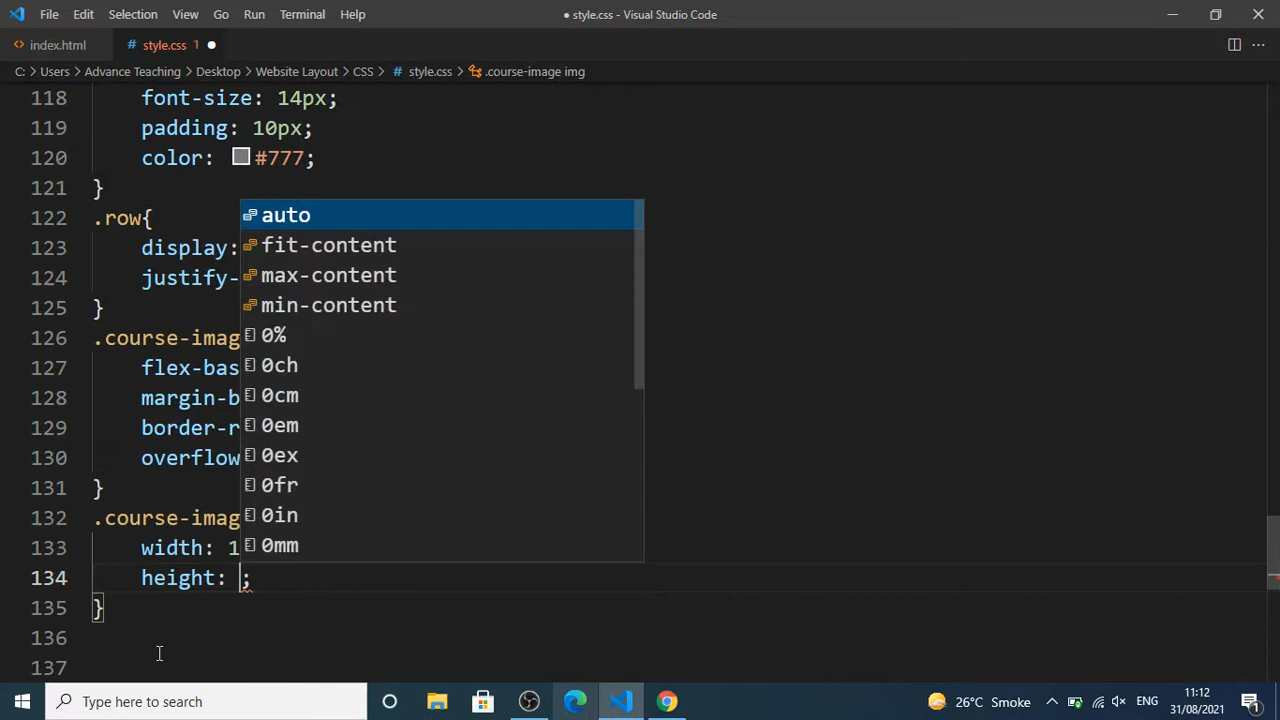 File Edit Selection View Go Run Terminal Help ● style.css - Visual Studio Code
index.html # style.css 1 ●
C: > Users > Advance Teaching > Desktop > Website Layout > CSS > # style.css > .course-image img
118 font-size: 14px;
119 padding: 10px;
120 color: #777;
121 }
122 .row{
auto
123 display:
fit-content
124 justify-
max-content
125 }
min-content
126 .course-imag
0%
127 flex-bas
0ch
128 margin-b
0cm
129 border-r
0em
130 overflow
0ex
131 }
0fr
132 .course-imag
0in
133 width: 1
0mm
134 height: ;
135 }
136
137
Type here to search
26°C Smoke
ENG
11:12
31/08/2021
1